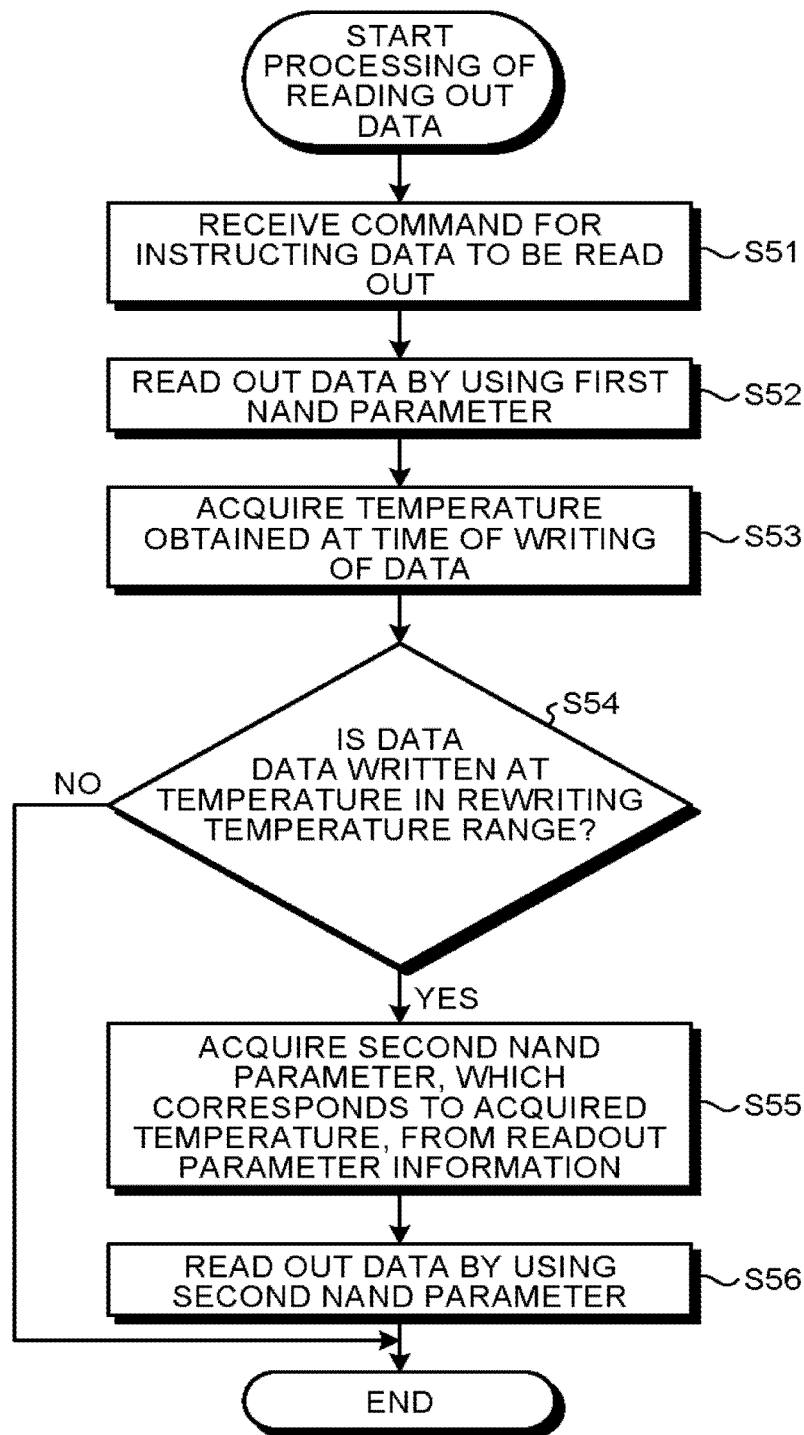 START
PROCESSING OF
READING OUT
DATA
RECEIVE COMMAND FOR
INSTRUCTING DATA TO BE READ
OUT
S51
READ OUT DATA BY USING FIRST
NAND PARAMETER
S52
ACQUIRE TEMPERATURE
OBTAINED AT TIME OF WRITING
OF DATA
S53
S54
IS DATA
DATA WRITTEN AT
TEMPERATURE IN REWRITING
TEMPERATURE RANGE?
NO
YES
ACQUIRE SECOND NAND
PARAMETER, WHICH
CORRESPONDS TO ACQUIRED
TEMPERATURE, FROM READOUT
PARAMETER INFORMATION
S55
READ OUT DATA BY USING
SECOND NAND PARAMETER
S56
END